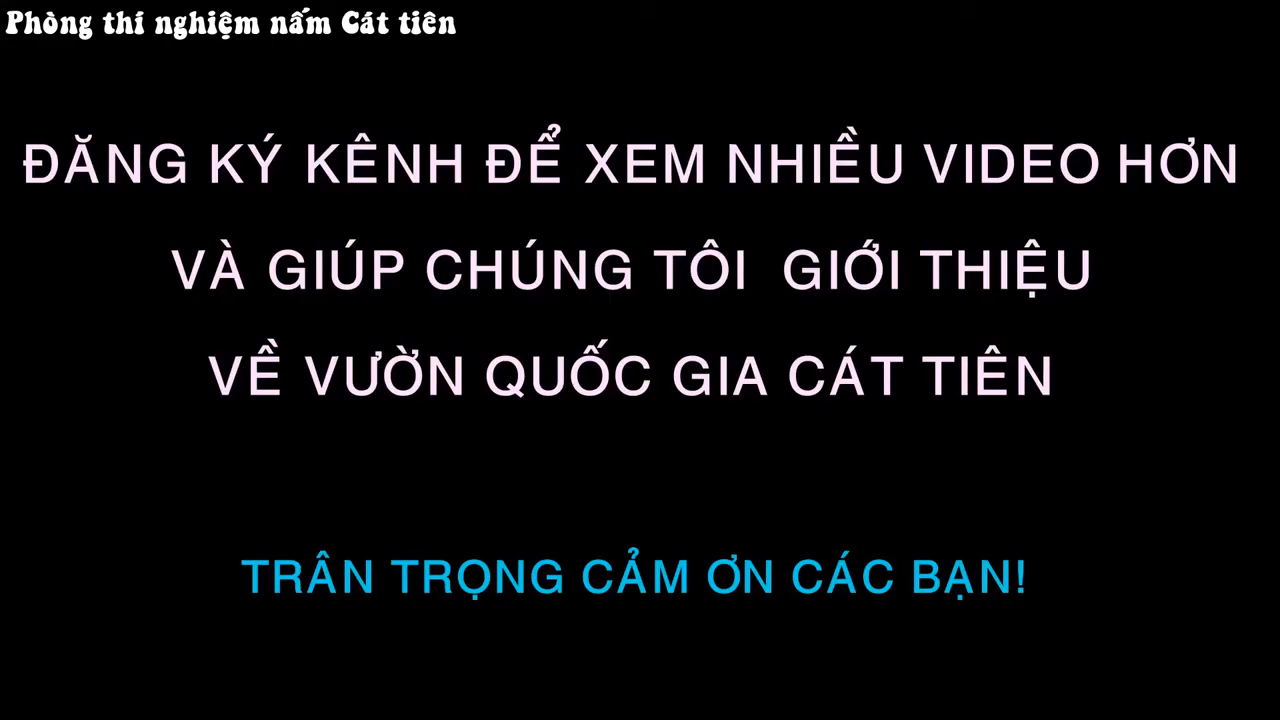 Phòng thí nghiệm nấm Cát tiên
ĐĂNG KÝ KÊNH ĐỂ XEM NHIỀU VIDEO HƠN
VÀ GIÚP CHÚNG TÔI GIỚI THIỆU
VỀ VƯỜN QUỐC GIA CÁT TIÊN
TRÂN TRỌNG CẢM ƠN CÁC BẠN!